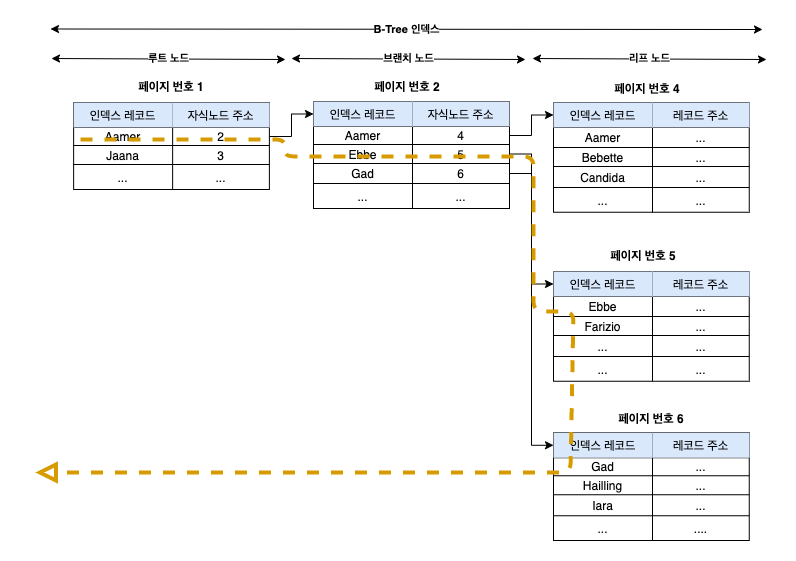 B-Tree 인덱스
루트 노드
브랜치 노드
리프 노드
페이지 번호 1
인덱스 레코드 자식노드 주소
Aamer 2
Jaana 3
... ...
페이지 번호 2
인덱스 레코드 자식노드 주소
Aamer 4
Ebbe 5
Gad 6
... ...
페이지 번호 4
인덱스 레코드 레코드 주소
Aamer ...
Bebette ...
Candida ...
... ...
페이지 번호 5
인덱스 레코드 레코드 주소
Ebbe ...
Farizio ...
... ...
... ...
페이지 번호 6
인덱스 레코드 레코드 주소
Gad ...
Hailling ...
Iara ...
... ....